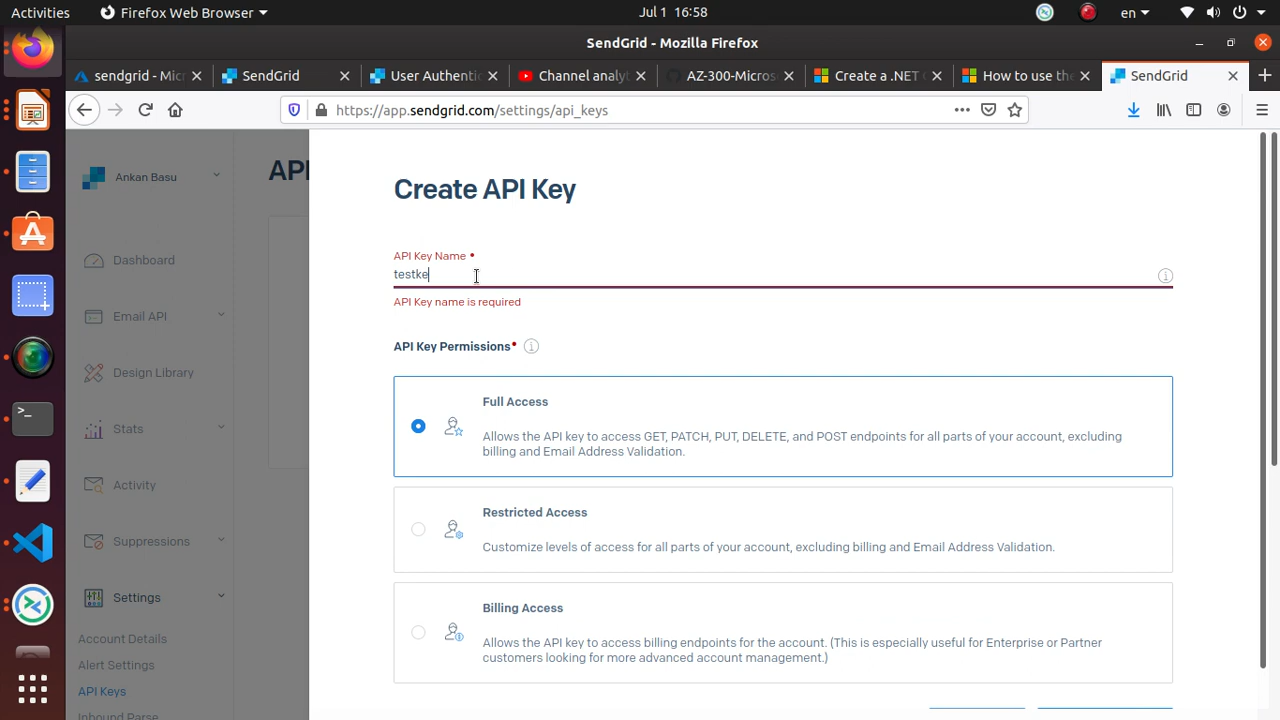 Activities
Firefox Web Browser
Jul 1 16:58
en
SendGrid - Mozilla Firefox
sendgrid - Mic
SendGrid
User Authenti
Channel analy
AZ-300-Micros
Create a .NET
How to use the
SendGrid
https://app.sendgrid.com/settings/api_keys
Ankan Basu
Dashboard
Email API
Design Library
Stats
Activity
Suppressions
Settings
Account Details
Alert Settings
API Keys
Inbound Parse
API
Create API Key
API Key Name •
testke
API Key name is required
API Key Permissions•
Full Access
Allows the API key to access GET, PATCH, PUT, DELETE, and POST endpoints for all parts of your account, excluding
billing and Email Address Validation.
Restricted Access
Customize levels of access for all parts of your account, excluding billing and Email Address Validation.
Billing Access
Allows the API key to access billing endpoints for the account. (This is especially useful for Enterprise or Partner
customers looking for more advanced account management.)